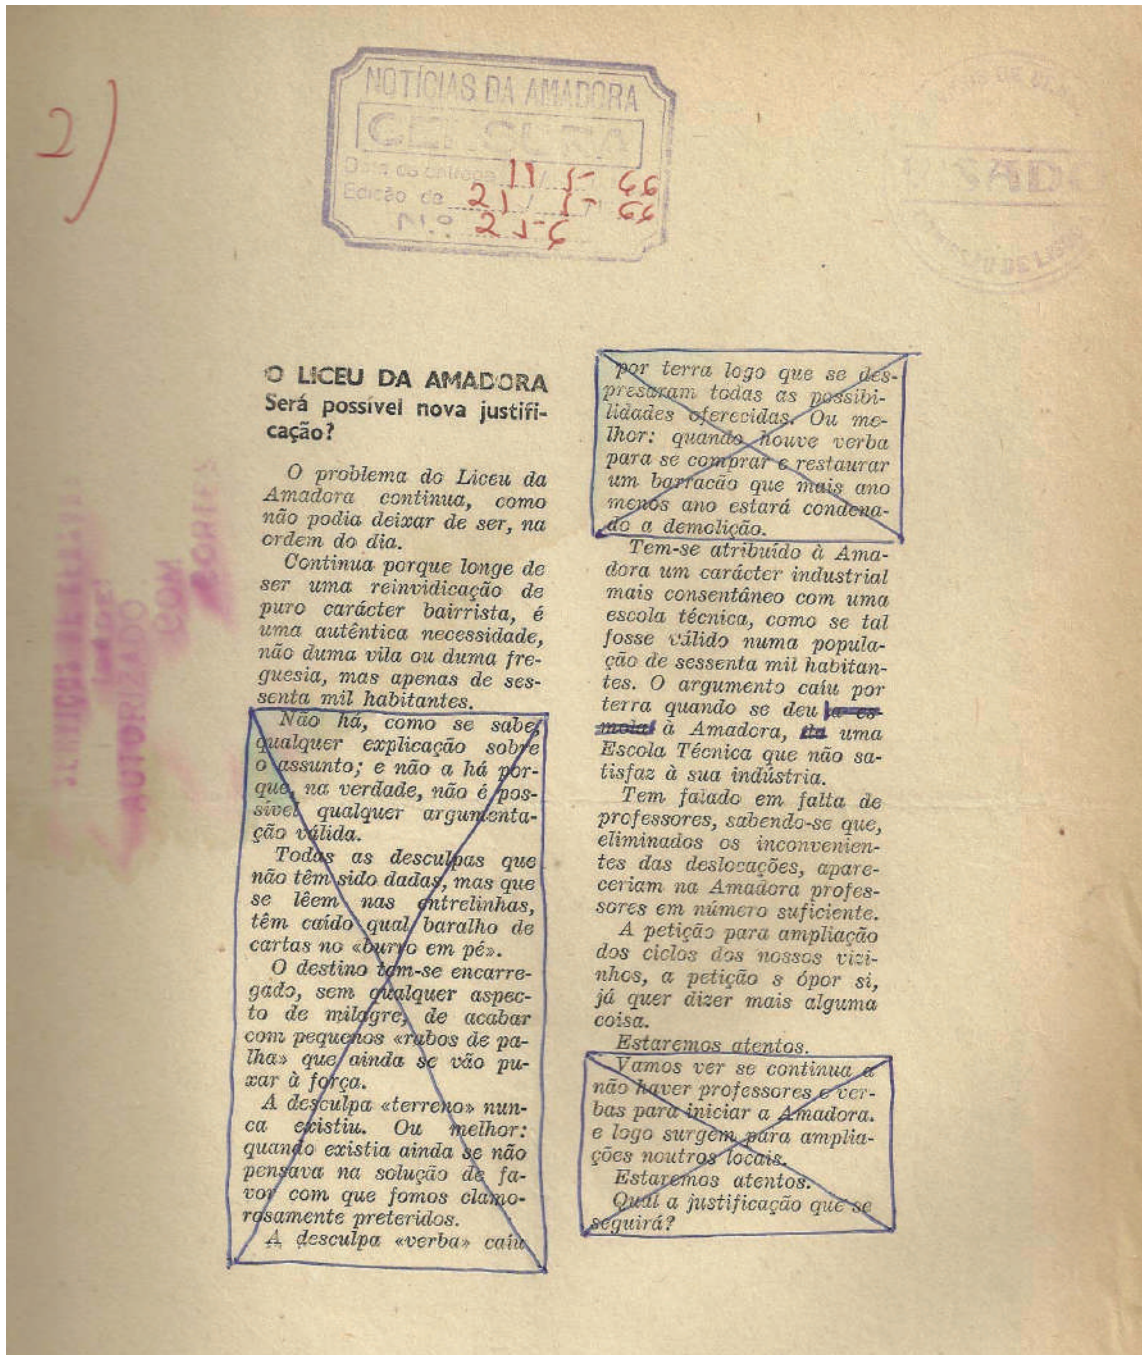 2)
NOTÍCIAS DA AMADORA
CENSURA
Data da entrega 11 / 5 - 66
Edição de 21 / 5 - 66
N.º 256
VISADO
SERVIÇOS DE
AUTORIZADO
COM
CORTES
O LICEU DA AMADORA
Será possível nova justifi-
cação?
O problema do Liceu da
Amadora continua, como
não podia deixar de ser, na
ordem do dia.
Continua porque longe de
ser uma reinvidicação de
puro carácter bairrista, é
uma autêntica necessidade,
não duma vila ou duma fre-
guesia, mas apenas de ses-
senta mil habitantes.
Não há, como se sabe,
qualquer explicação sobre
o assunto; e não a há por-
que, na verdade, não é pos-
sível qualquer argumenta-
ção válida.
Todas as desculpas que
não têm sido dadas, mas que
se lêem nas entrelinhas,
têm caído qual baralho de
cartas no «burro em pé».
O destino tem-se encarre-
gado, sem qualquer aspec-
to de milagre, de acabar
com pequenos «rabos de pa-
lha» que ainda se vão pu-
xar à força.
A desculpa «terreno» nun-
ca existiu. Ou melhor:
quando existia ainda se não
pensava na solução de fa-
vor com que fomos clamo-
rosamente preteridos.
A desculpa «verba» caíu
por terra logo que se des-
presaram todas as possibi-
lidades oferecidas. Ou me-
lhor: quando houve verba
para se comprar e restaurar
um barracão que mais ano
menos ano estará condena-
do a demolição.
Tem-se atribuído à Ama-
dora um carácter industrial
mais consentâneo com uma
escola técnica, como se tal
fosse válido numa popula-
ção de sessenta mil habitan-
tes. O argumento caíu por
terra quando se deu (a es-
mola) à Amadora, da uma
Escola Técnica que não sa-
tisfaz à sua indústria.
Tem falado em falta de
professores, sabendo-se que,
eliminados os inconvenien-
tes das deslocações, apare-
ceriam na Amadora profes-
sores em número suficiente.
A petição para ampliação
dos ciclos dos nossos vizi-
nhos, a petição s ópor si,
já quer dizer mais alguma
coisa.
Estaremos atentos.
Vamos ver se continua a
não haver professores e ver-
bas para iniciar a Amadora.
e logo surgem para amplia-
ções noutros locais.
Estaremos atentos.
Qual a justificação que se
seguirá?